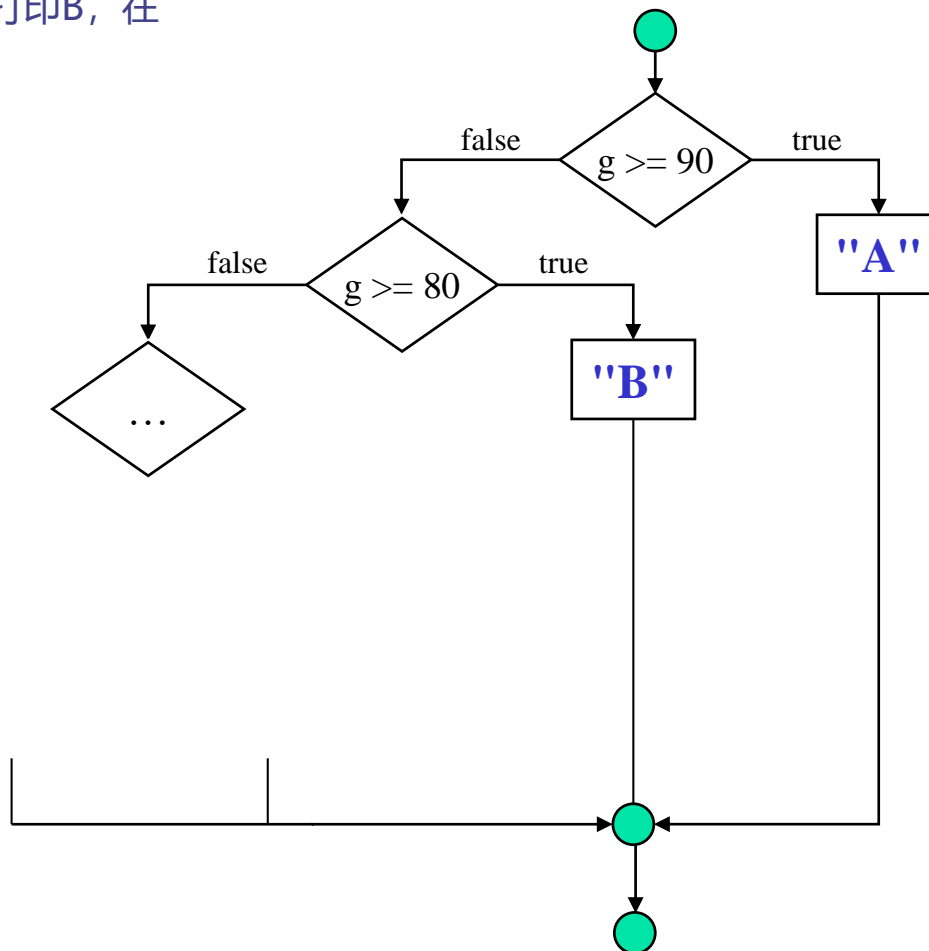 打印B，在
false
true
g >= 90
"A"
false
true
g >= 80
"B"
…